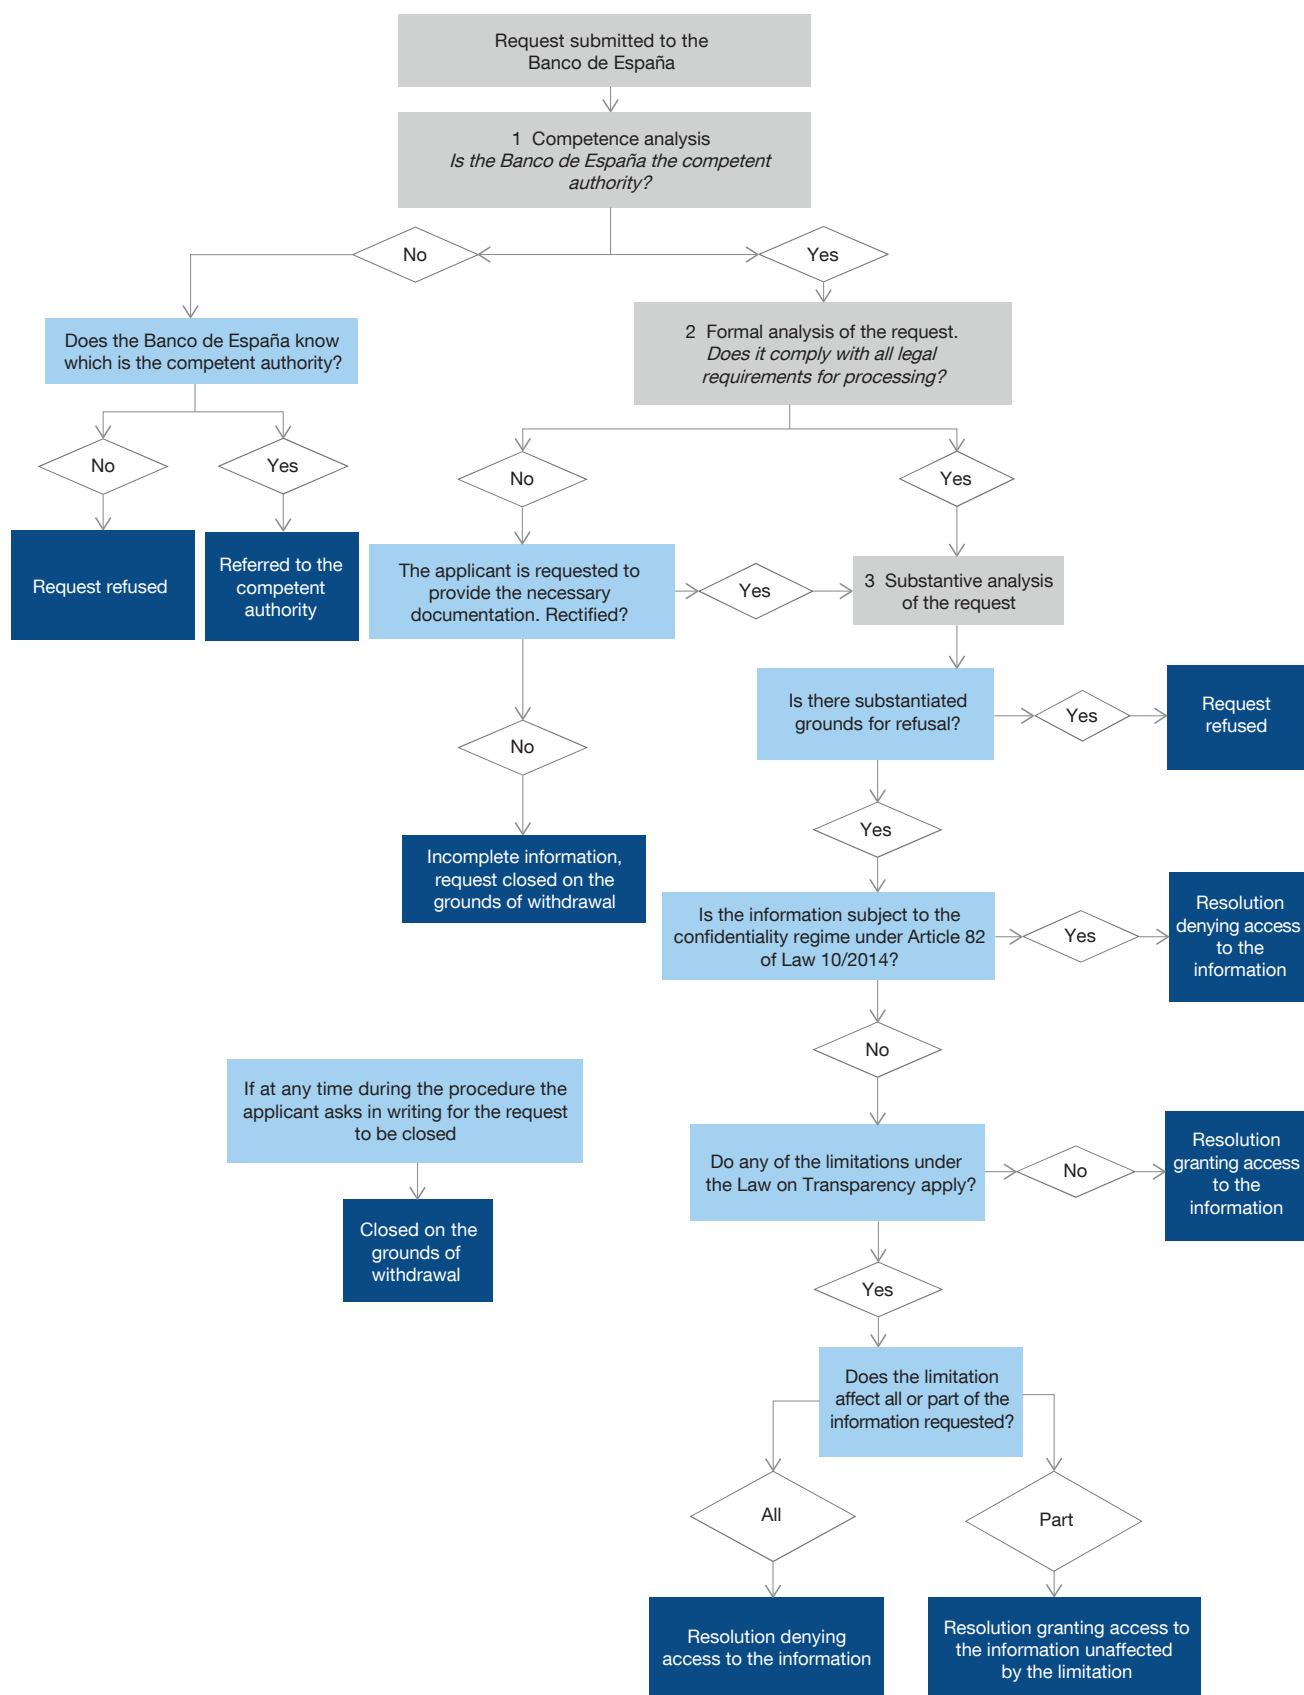 Request submitted to the
Banco de España
1 Competence analysis
Is the Banco de España the competent
authority?
No
Yes
Does the Banco de España know
which is the competent authority?
2 Formal analysis of the request.
Does it comply with all legal
requirements for processing?
No
Yes
No
Yes
Request refused
Referred to the
competent
authority
The applicant is requested to
provide the necessary
documentation. Rectified?
Yes
3 Substantive analysis
of the request
Is there substantiated
grounds for refusal?
Yes
Request
refused
No
Yes
Incomplete information,
request closed on the
grounds of withdrawal
Is the information subject to the
confidentiality regime under Article 82
of Law 10/2014?
Yes
Resolution
denying access
to the
information
No
If at any time during the procedure the
applicant asks in writing for the request
to be closed
Do any of the limitations under
the Law on Transparency apply?
No
Resolution
granting access
to the
information
Closed on the
grounds of
withdrawal
Yes
Does the limitation
affect all or part of the
information requested?
All
Part
Resolution denying
access to the information
Resolution granting access to
the information unaffected
by the limitation